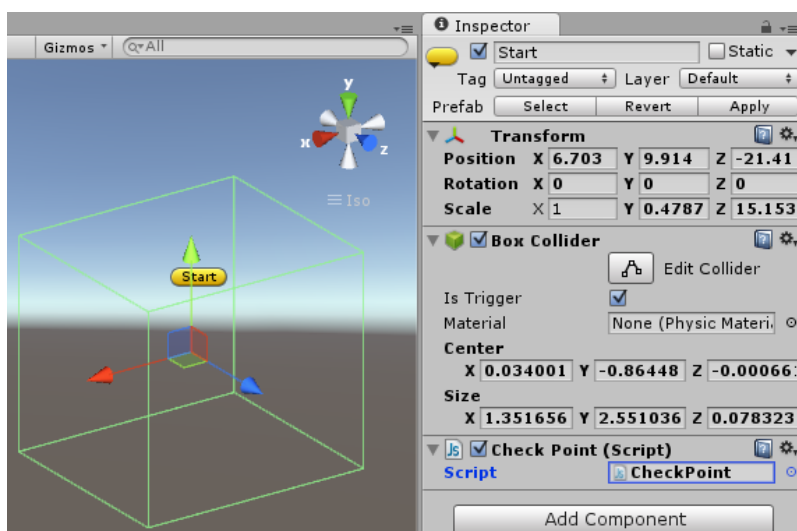 Gizmos
All
y
x
z
Iso
Start
Inspector
Start
Static
Tag Untagged Layer Default
Prefab Select Revert Apply
Transform
Position X 6.703 Y 9.914 Z -21.41
Rotation X 0 Y 0 Z 0
Scale X 1 Y 0.4787 Z 15.153
Box Collider
Edit Collider
Is Trigger
Material None (Physic Materi
Center
X 0.034001 Y -0.86448 Z -0.000661
Size
X 1.351656 Y 2.551036 Z 0.078323
Js Check Point (Script)
Script CheckPoint
Add Component